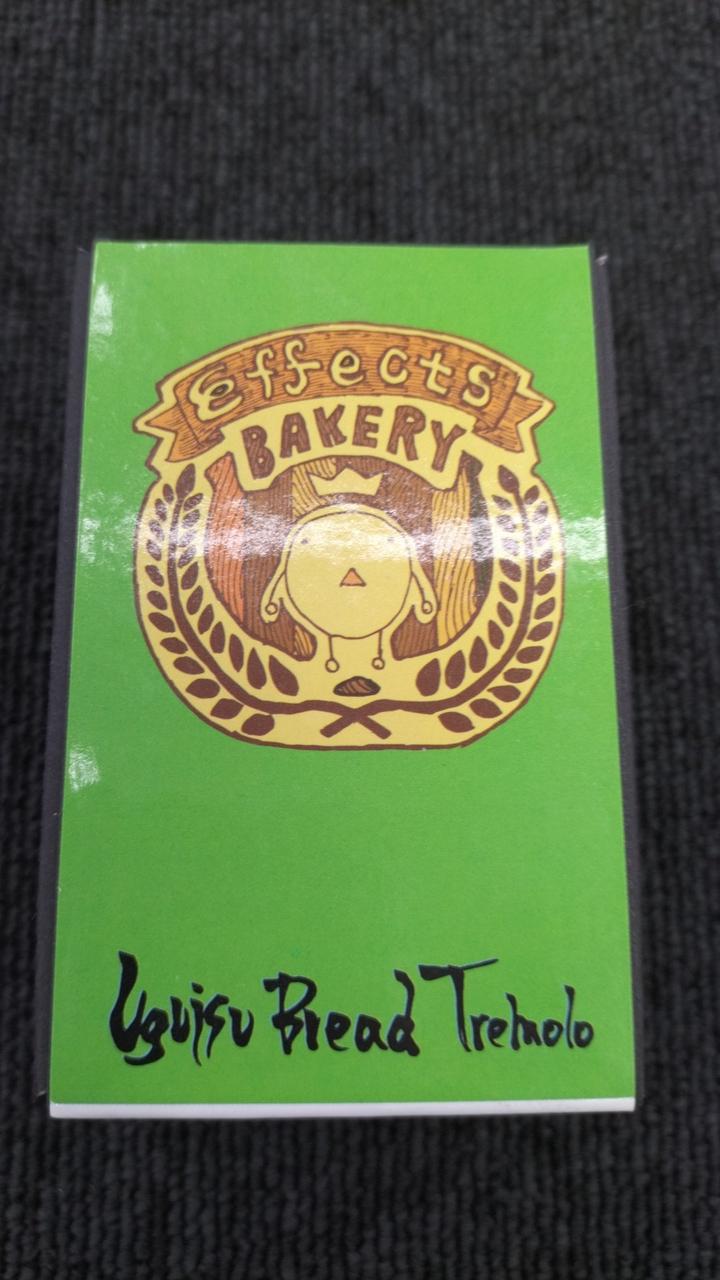 Effects
BAKERY
Uguisu Bread Tremolo